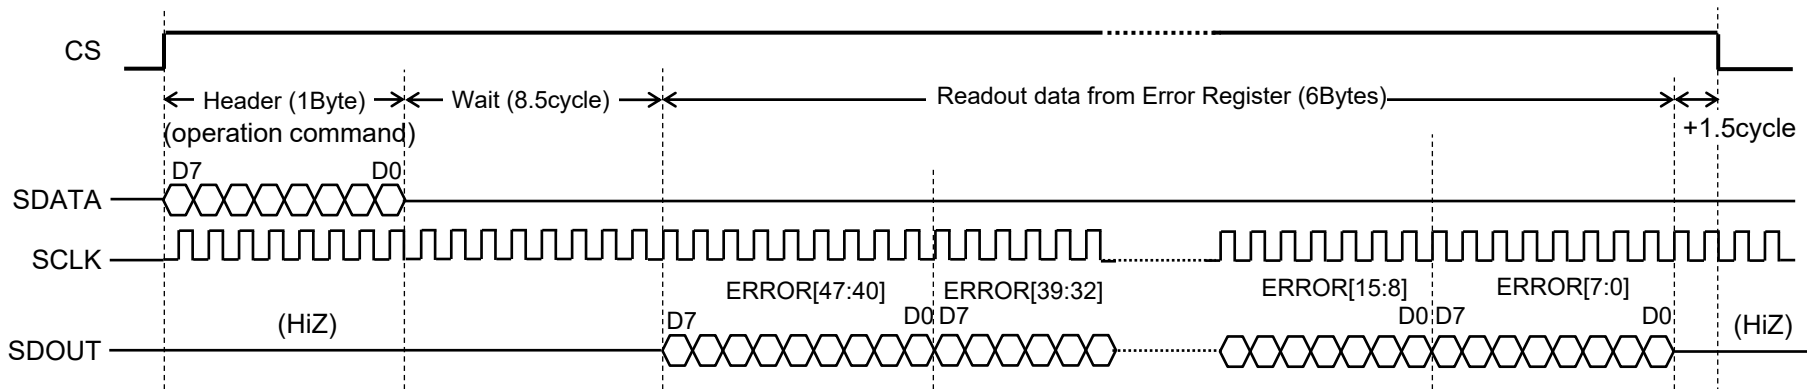 CS
Header (1Byte)
Wait (8.5cycle)
Readout data from Error Register (6Bytes)
(operation command)
+1.5cycle
D7
D0
SDATA
SCLK
ERROR[47:40]
ERROR[39:32]
ERROR[15:8]
ERROR[7:0]
(HiZ)
D7
D0
D7
D0
D7
D0
(HiZ)
SDOUT